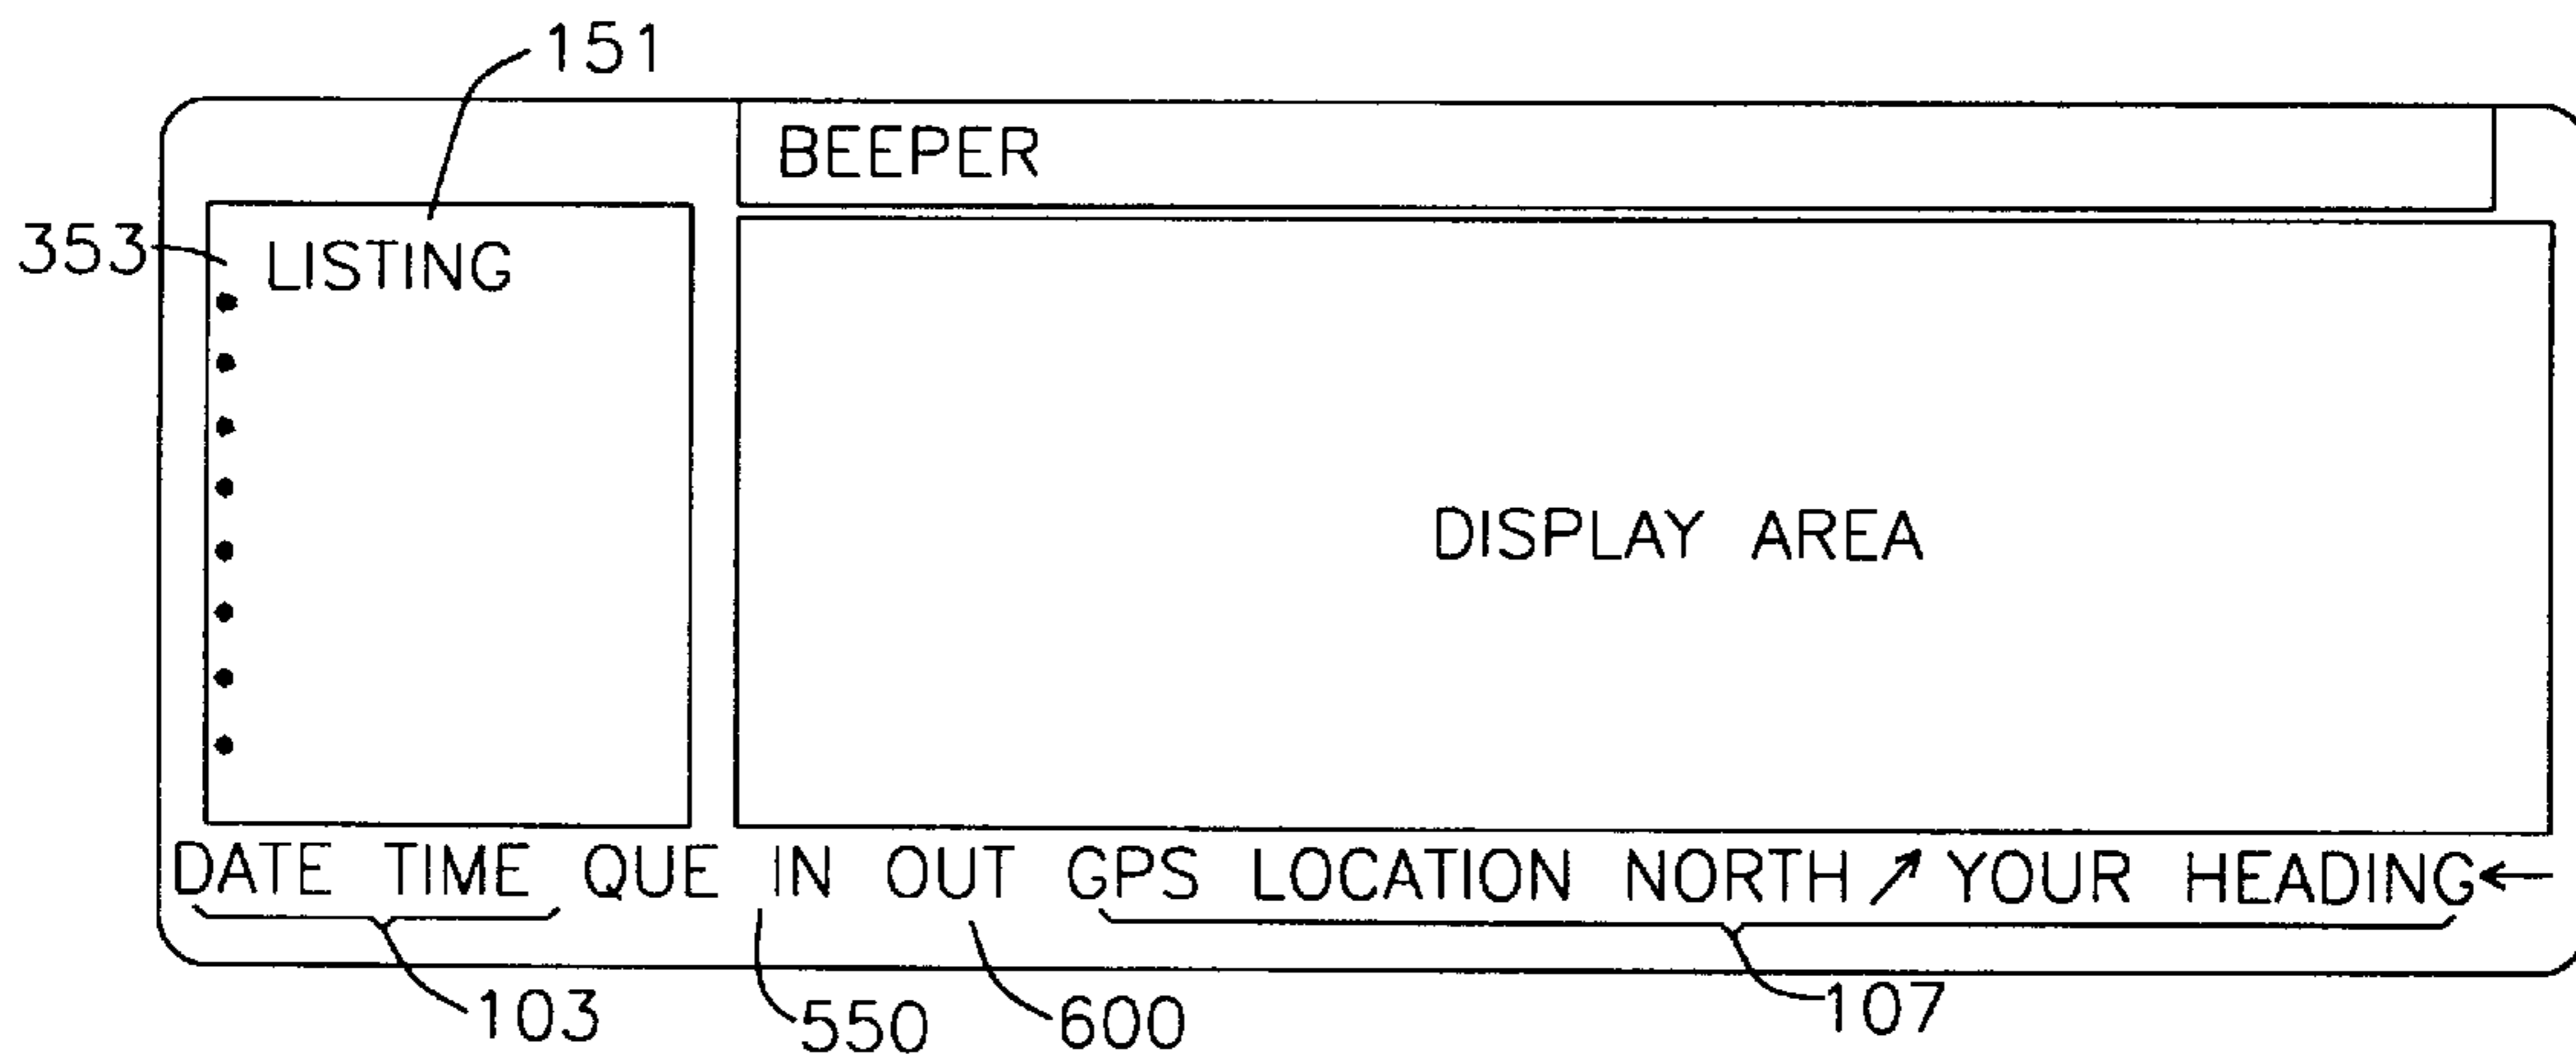 151
BEEPER
353 LISTING
DISPLAY AREA
DATE TIME QUE IN OUT GPS LOCATION NORTH ↗ YOUR HEADING ←
103 550 600 107